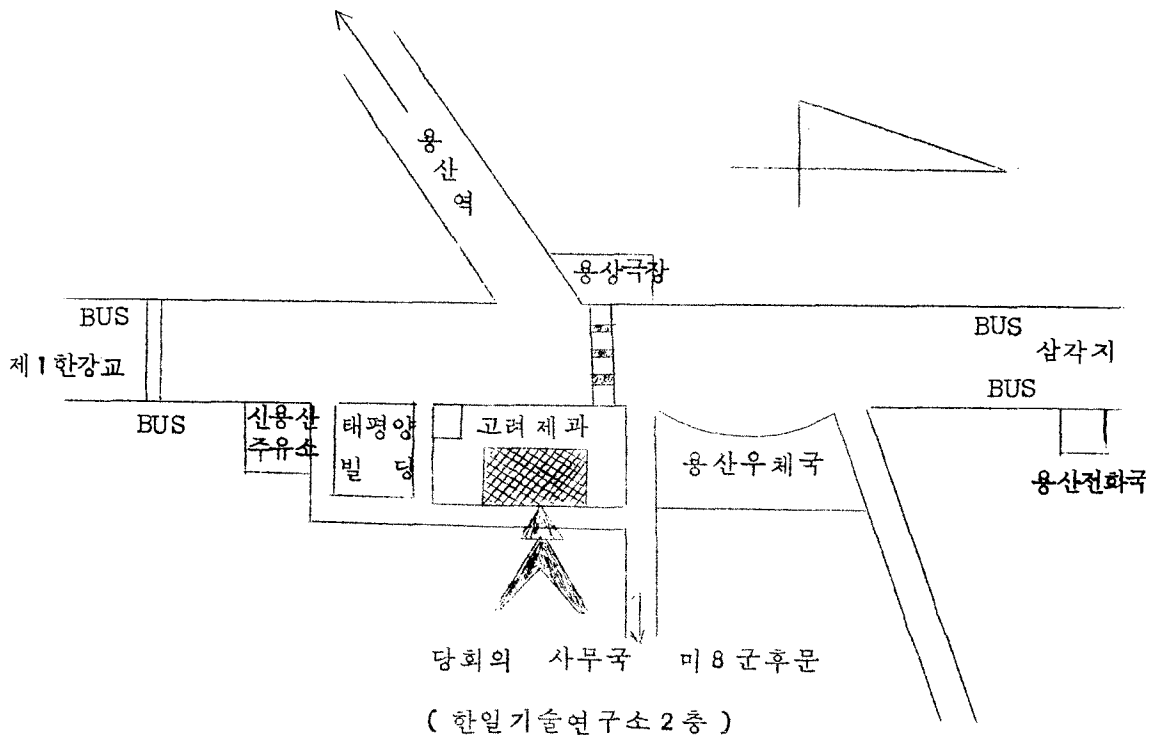 용산역
용상극장
BUS
BUS
제1한강교
삼각지
BUS
BUS
신용산
주유소
태평양
빌딩
고려제과
용산우체국
용산전화국
당회의 사무국 미8군후문
(한일기술연구소2층)